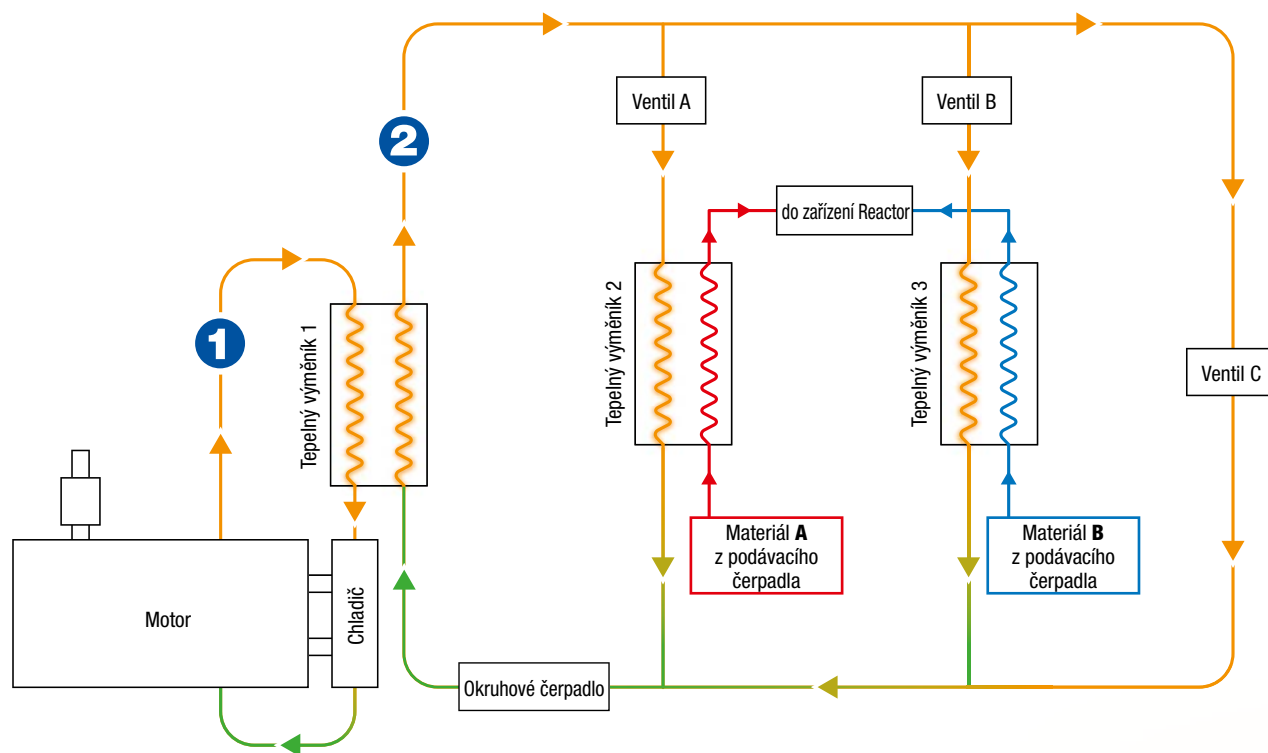 Ventil A
Ventil B
2
do zařízení Reactor
1
Tepelný výměník 1
Tepelný výměník 2
Tepelný výměník 3
Ventil C
Materiál A
z podávacího
čerpadla
Materiál B
z podávacího
čerpadla
Motor
Chladič
Okruhové čerpadlo